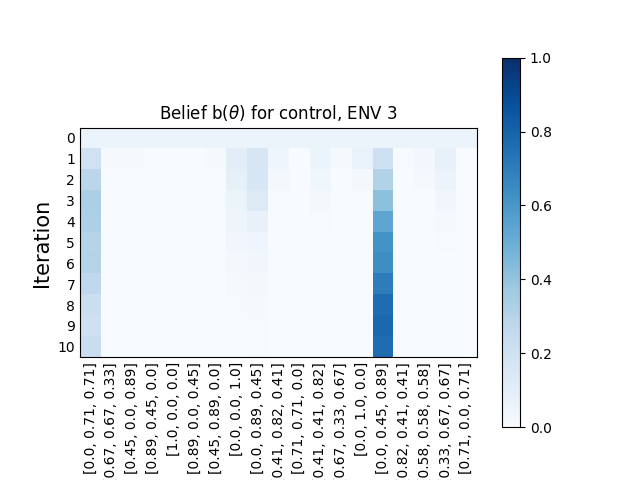 Belief b(θ) for control, ENV 3
Iteration
0
1
2
3
4
5
6
7
8
9
10
[0.0, 0.71, 0.71]
0.67, 0.67, 0.33]
[0.45, 0.0, 0.89]
[0.89, 0.45, 0.0]
[1.0, 0.0, 0.0]
[0.89, 0.0, 0.45]
[0.45, 0.89, 0.0]
[0.0, 0.0, 1.0]
[0.0, 0.89, 0.45]
0.41, 0.82, 0.41]
[0.71, 0.71, 0.0]
0.41, 0.41, 0.82]
0.67, 0.33, 0.67]
[0.0, 1.0, 0.0]
[0.0, 0.45, 0.89]
0.82, 0.41, 0.41]
0.58, 0.58, 0.58]
0.33, 0.67, 0.67]
[0.71, 0.0, 0.71]
1.0
0.8
0.6
0.4
0.2
0.0